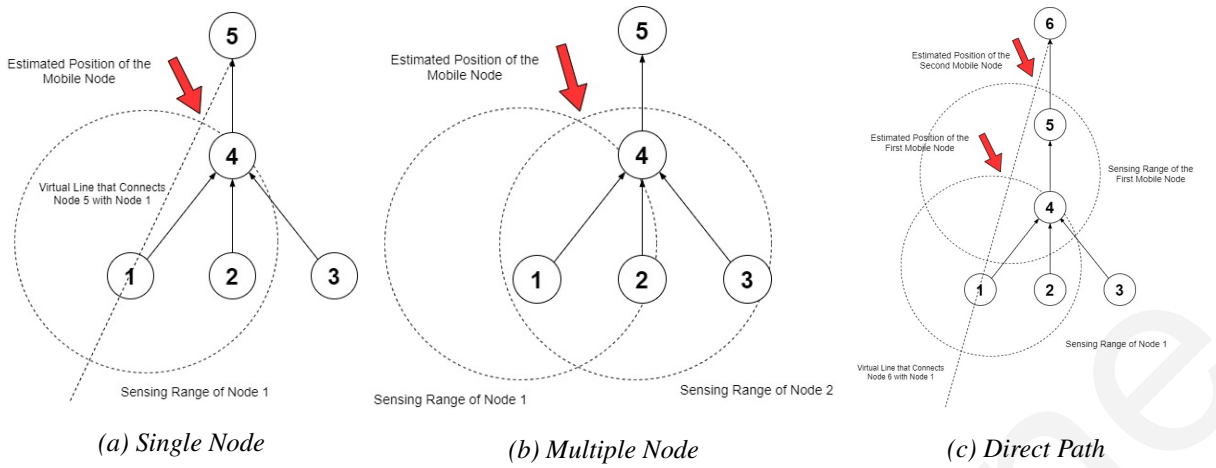 5
Estimated Position of the
Mobile Node
4
Virtual Line that Connects
Node 5 with Node 1
1
2
3
Sensing Range of Node 1
(a) Single Node
5
Estimated Position of the
Mobile Node
4
1
2
3
Sensing Range of Node 1
Sensing Range of Node 2
(b) Multiple Node
6
Estimated Position of the
Second Mobile Node
5
Estimated Position of the
First Mobile Node
Sensing Range of the
First Mobile Node
4
1
2
3
Sensing Range of Node 1
Virtual Line that Connects
Node 6 with Node 1
(c) Direct Path